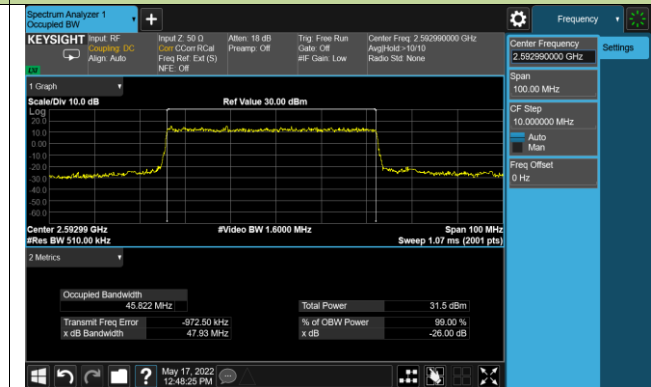 Spectrum Analyzer 1
Occupied BW
Frequency
KEYSIGHT
Input: RF
Coupling: DC
Align: Auto
Input Z: 50 Ω
Corr CCorr RCal
Freq Ref: Ext (S)
NFE: Off
Atten: 18 dB
Preamp: Off
Trig: Free Run
Gate: Off
#IF Gain: Low
Center Freq: 2.592990000 GHz
Avg|Hold:>10/10
Radio Std: None
Center Frequency
2.592990000 GHz
Settings
Span
100.00 MHz
CF Step
10.000000 MHz
Auto
Man
Freq Offset
0 Hz
1 Graph
Scale/Div 10.0 dB
Ref Value 30.00 dBm
Log
20.0
10.0
0.00
-10.0
-20.0
-30.0
-40.0
-50.0
-60.0
Center 2.59299 GHz
#Video BW 1.6000 MHz
Span 100 MHz
#Res BW 510.00 kHz
Sweep 1.07 ms (2001 pts)
2 Metrics
Occupied Bandwidth
45.822 MHz
Total Power
31.5 dBm
Transmit Freq Error
-972.50 kHz
% of OBW Power
99.00 %
x dB Bandwidth
47.93 MHz
x dB
-26.00 dB
May 17, 2022
12:48:25 PM